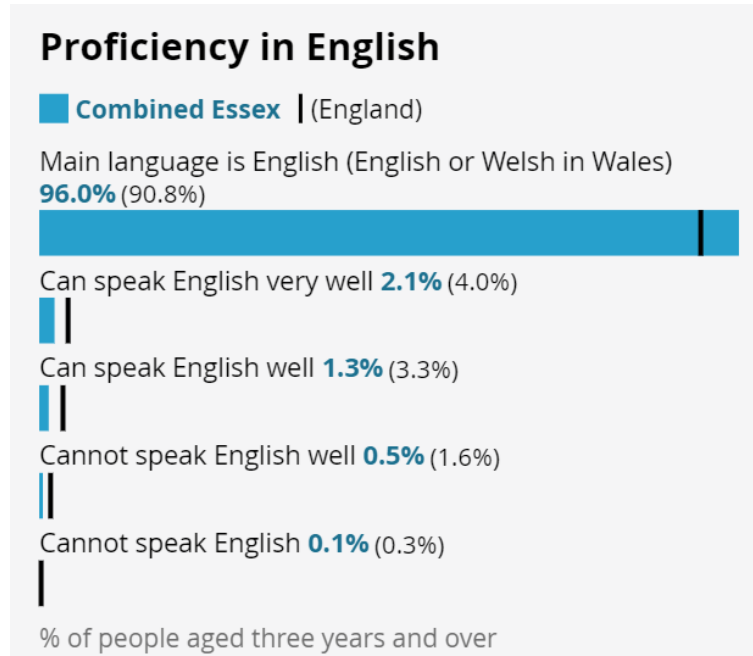 Proficiency in English
Combined Essex (England)
Main language is English (English or Welsh in Wales)
96.0% (90.8%)
Can speak English very well 2.1% (4.0%)
Can speak English well 1.3% (3.3%)
Cannot speak English well 0.5% (1.6%)
Cannot speak English 0.1% (0.3%)
% of people aged three years and over